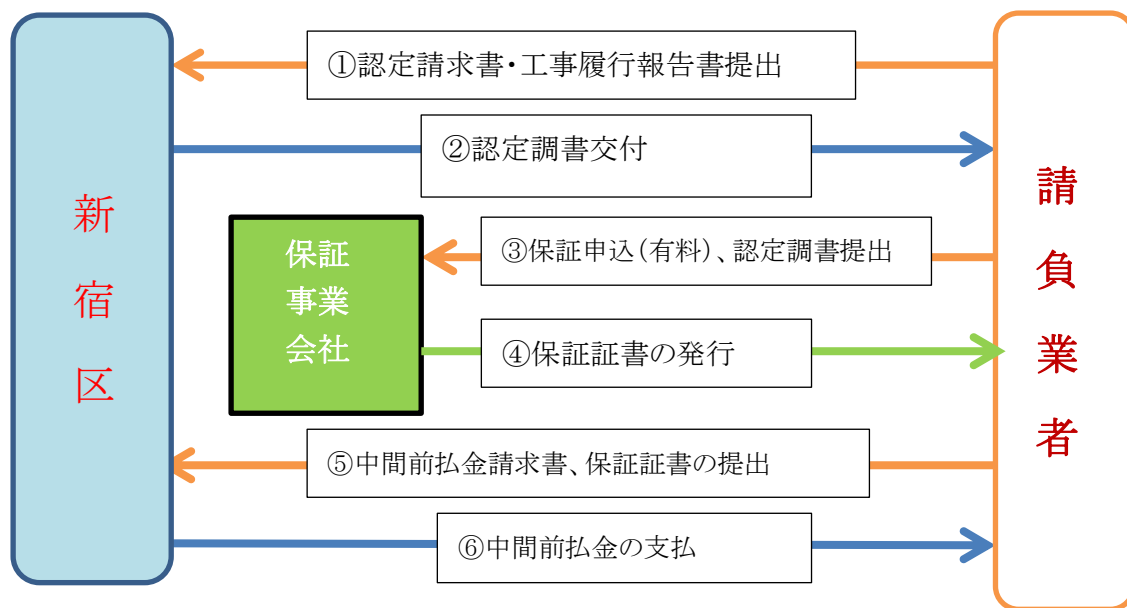 ①認定請求書・工事履行報告書提出
②認定調書交付
新宿区
保証
事業
会社
③保証申込(有料)、認定調書提出
④保証証書の発行
請負業者
⑤中間前払金請求書、保証証書の提出
⑥中間前払金の支払